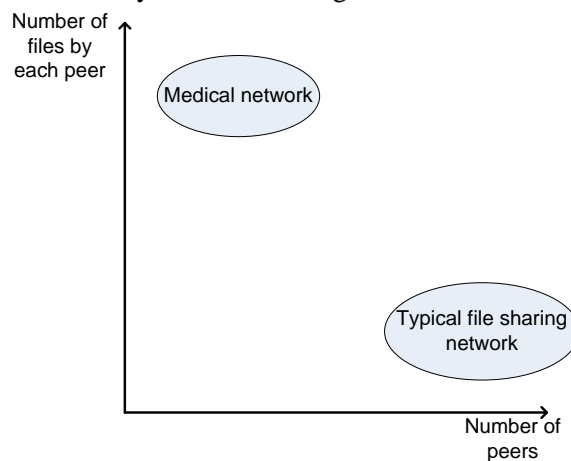 Number of
files by
each peer
Medical network
Typical file sharing
network
Number of
peers